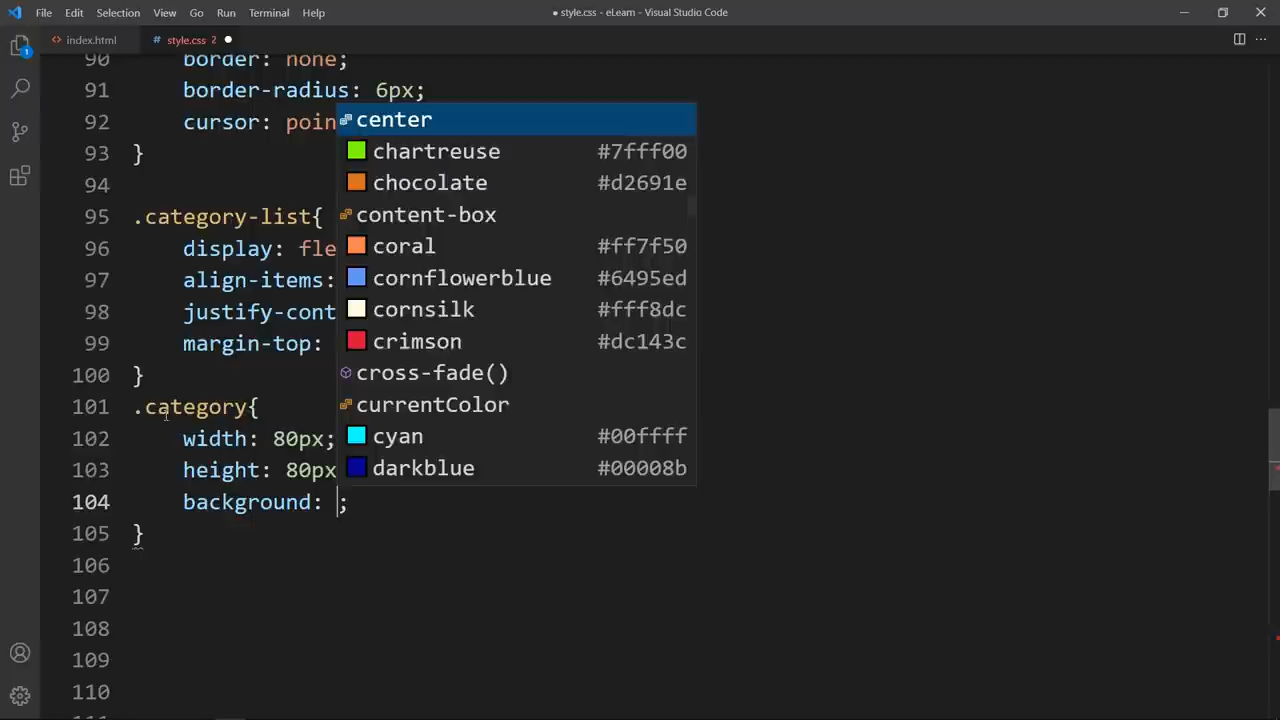 File Edit Selection View Go Run Terminal Help
● style.css - eLearn - Visual Studio Code
1
<> index.html
# style.css 2 ●
90 border: none;
91 border-radius: 6px;
92 cursor: poin
93 }
94
95 .category-list{
96 display: fle
97 align-items:
98 justify-cont
99 margin-top:
100 }
101 .category{
102 width: 80px;
103 height: 80px
104 background: ;
105 }
106
107
108
109
110
center
chartreuse #7fff00
chocolate #d2691e
content-box
coral #ff7f50
cornflowerblue #6495ed
cornsilk #fff8dc
crimson #dc143c
cross-fade()
currentColor
cyan #00ffff
darkblue #00008b